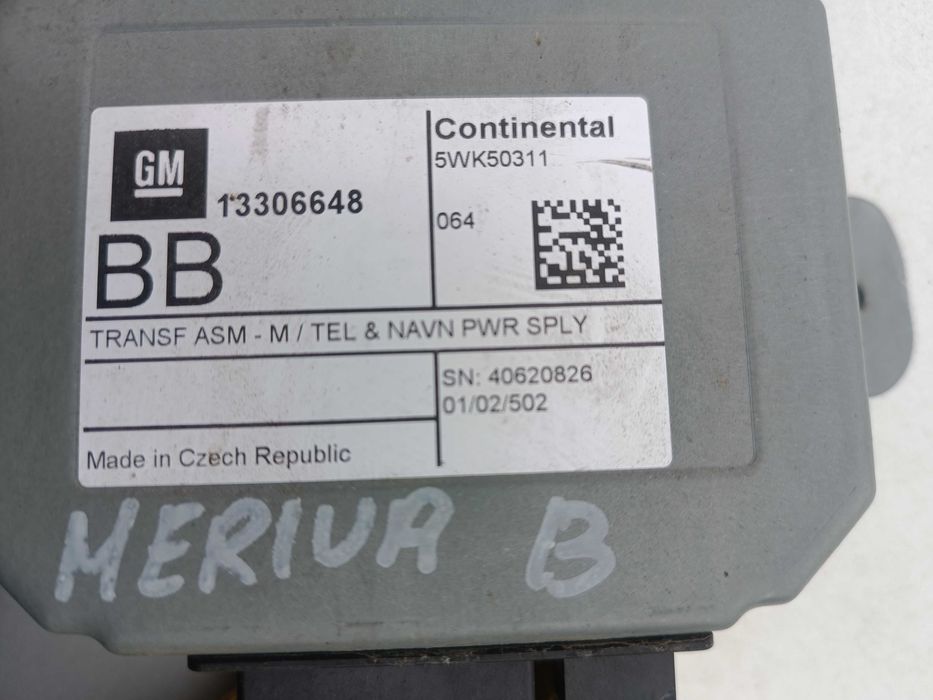 GM
13306648
BB
Continental
5WK50311
064
TRANSF ASM - M / TEL & NAVN PWR SPLY
SN: 40620826
01/02/502
Made in Czech Republic
MERIVA B